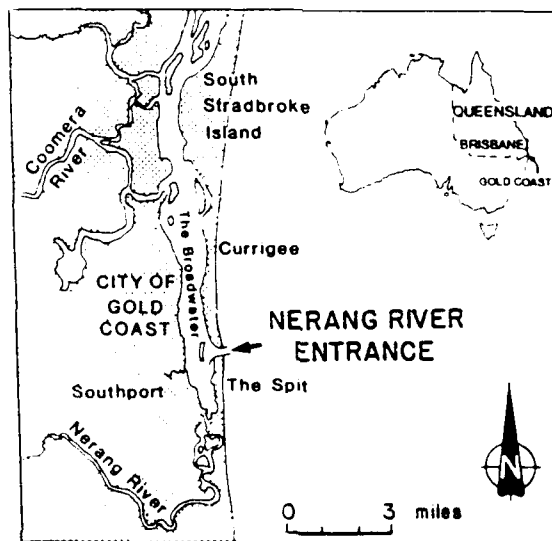 South
Stradbroke
Island
Coomera
River
QUEENSLAND
BRISBANE
GOLD COAST
The Broadwater
Currigee
CITY OF
GOLD
COAST
NERANG RIVER
ENTRANCE
Southport
The Spit
Nerang
River
N
0 3 miles